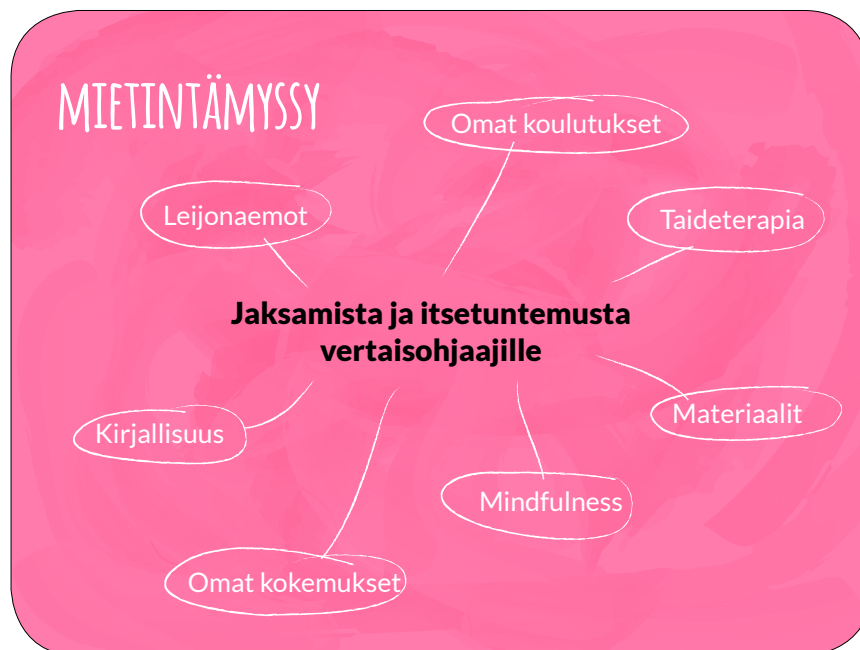 MIETINTÄMYSSY
Omat koulutukset
Leijonaemot
Taideterapia
Jaksamista ja itsetuntemusta
vertaisohjaajille
Materiaalit
Kirjallisuus
Mindfulness
Omat kokemukset